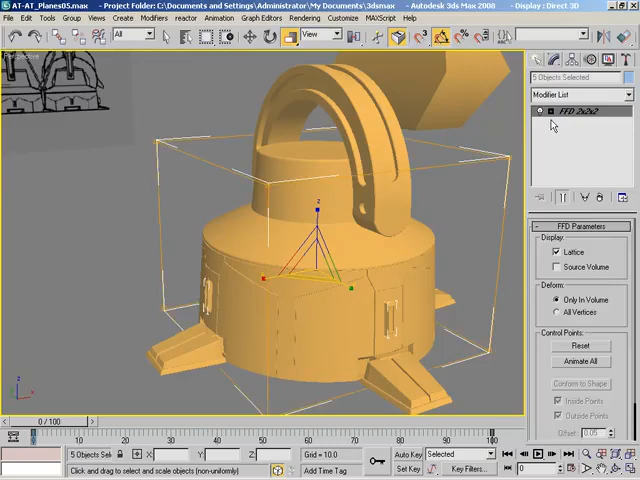 AT-AT_Planes05.max - Project Folder: C:\Documents and Settings\Administrator\My Documents\3dsmax - Autodesk 3ds Max 2008 - Display : Direct 3D
File Edit Tools Group Views Create Modifiers reactor Animation Graph Editors Rendering Customize MAXScript Help
All
View
3
%
Perspective
5 Objects Selected
Modifier List
FFD 2x2x2
FFD Parameters
Display:
Lattice
Source Volume
Deform:
Only In Volume
All Vertices
Control Points:
Reset
Animate All
Conform to Shape
Inside Points
Outside Points
Offset: 0.05
z
z
x
0 / 100
0 10 20 30 40 50 60 70 80 90 100
5 Objects Selected X: Y: Z: Grid = 10.0 Auto Key Selected
Click and drag to select and scale objects (non-uniformly) Add Time Tag Set Key Key Filters... 0